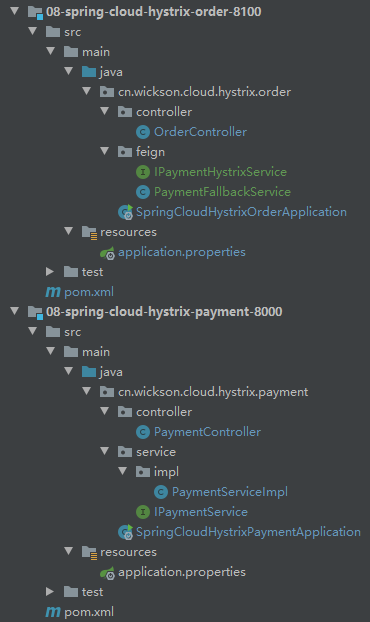 08-spring-cloud-hystrix-order-8100
src
main
java
cn.wickson.cloud.hystrix.order
controller
OrderController
feign
IPaymentHystrixService
PaymentFallbackService
SpringCloudHystrixOrderApplication
resources
application.properties
test
pom.xml
08-spring-cloud-hystrix-payment-8000
src
main
java
cn.wickson.cloud.hystrix.payment
controller
PaymentController
service
impl
PaymentServiceImpl
IPaymentService
SpringCloudHystrixPaymentApplication
resources
application.properties
test
pom.xml